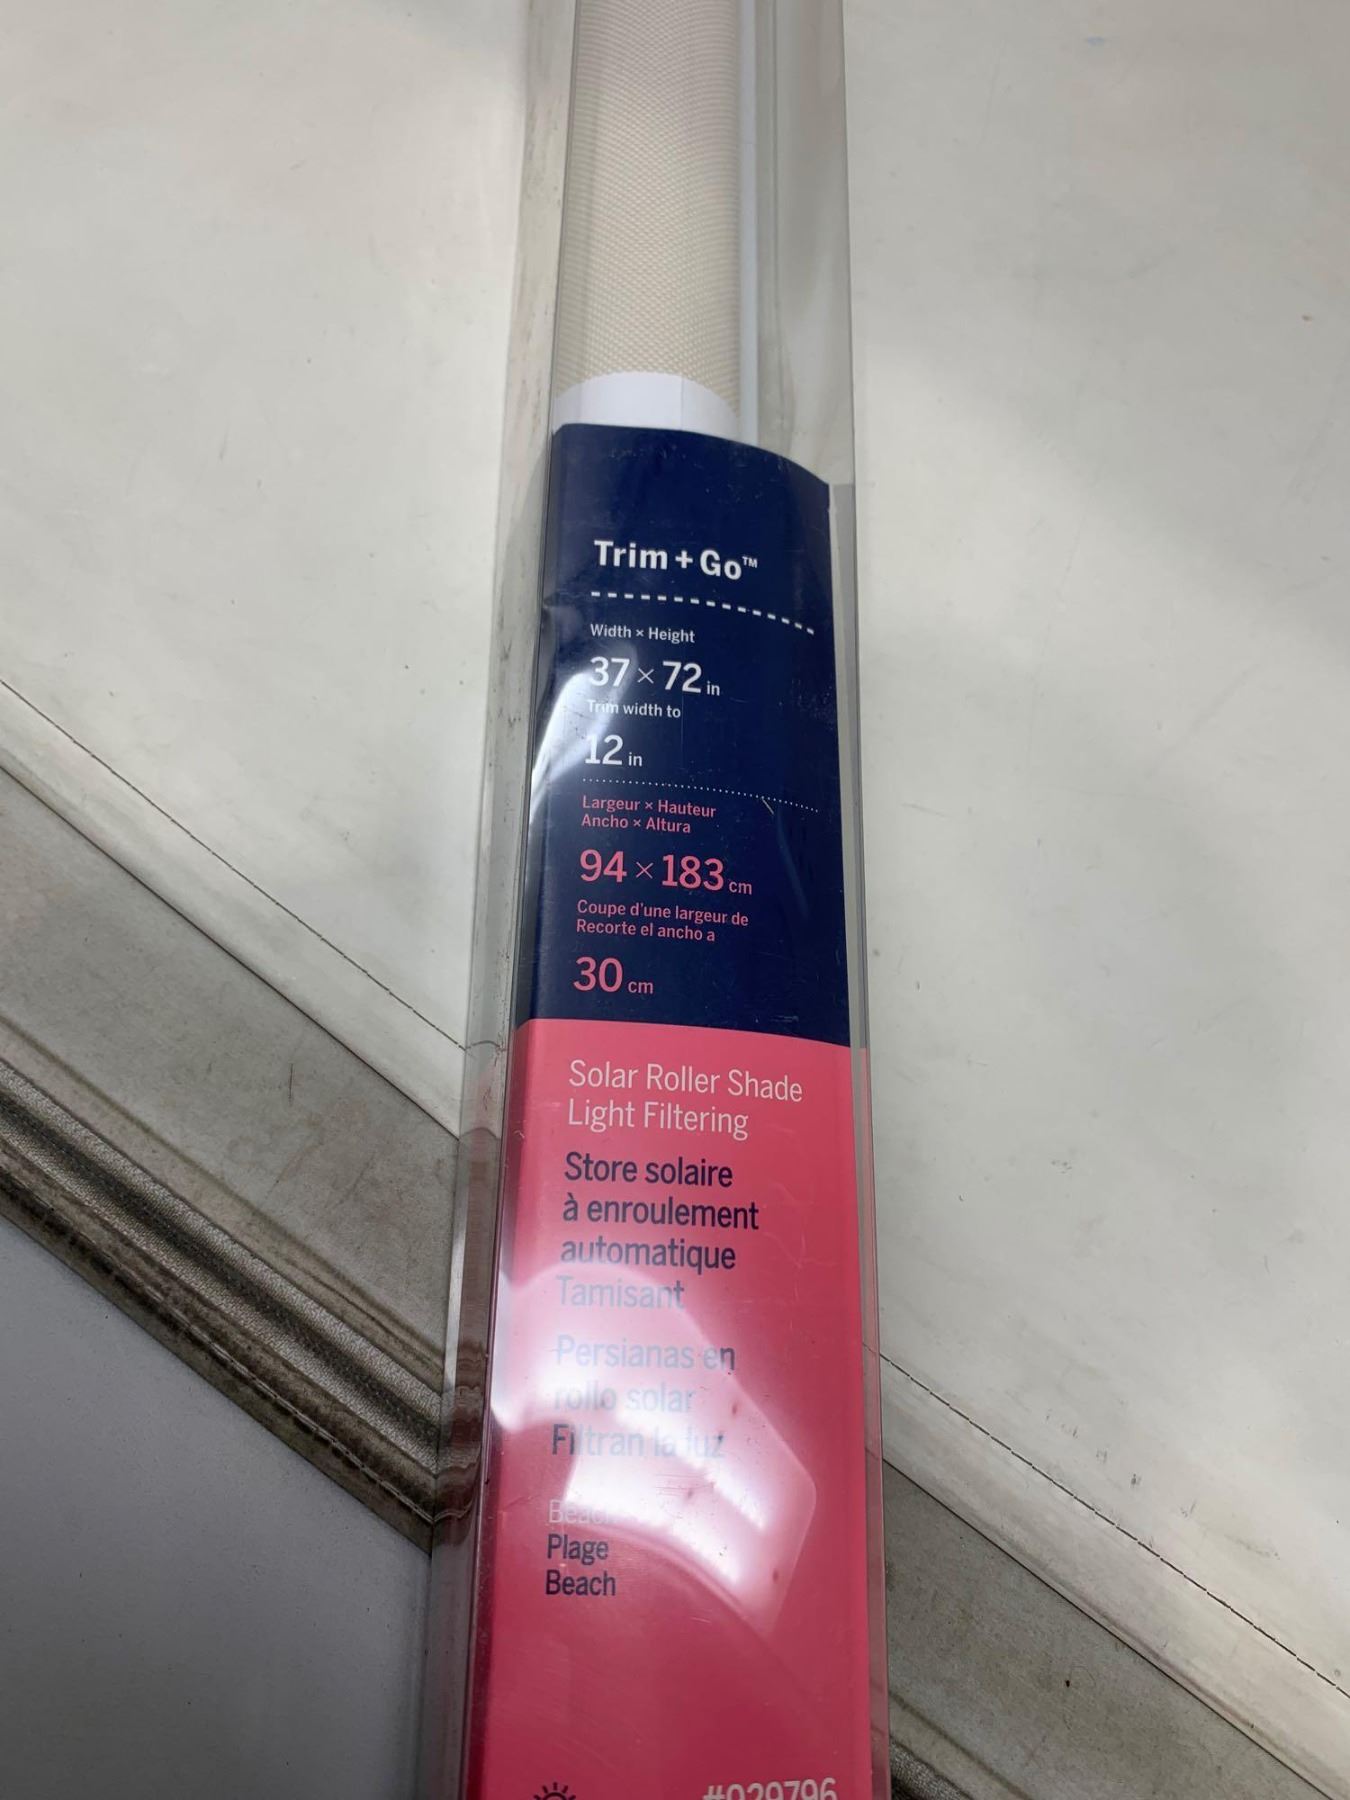 Trim + Go™
Width × Height
37 × 72 in
Trim width to
12 in
Largeur × Hauteur
Ancho × Altura
94 × 183 cm
Coupe d'une largeur de
Recorte el ancho a
30 cm
Solar Roller Shade
Light Filtering
Store solaire
à enroulement
automatique
Tamisant
Persianas en
rollo solar
Filtran la luz
Beach
Plage
Beach
#029796